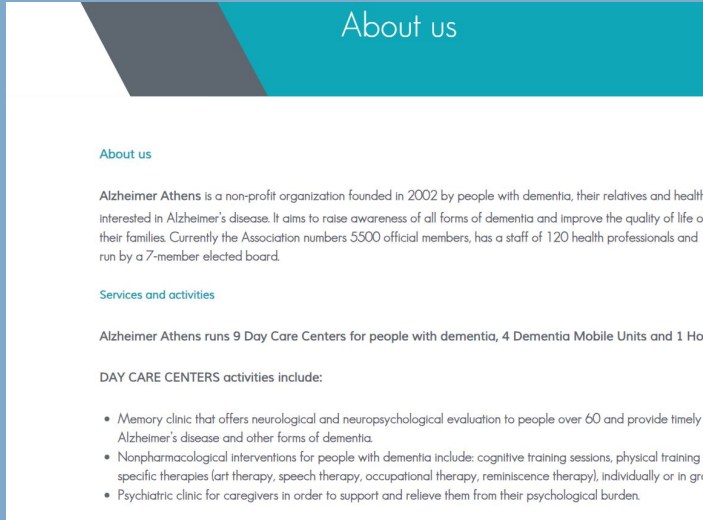 About us
About us
Alzheimer Athens is a non-profit organization founded in 2002 by people with dementia, their relatives and health
interested in Alzheimer's disease. It aims to raise awareness of all forms of dementia and improve the quality of life o
their families. Currently the Association numbers 5500 official members, has a staff of 120 health professionals and
run by a 7-member elected board.
Services and activities
Alzheimer Athens runs 9 Day Care Centers for people with dementia, 4 Dementia Mobile Units and 1 Ho
DAY CARE CENTERS activities include:
• Memory clinic that offers neurological and neuropsychological evaluation to people over 60 and provide timely
Alzheimer's disease and other forms of dementia.
• Nonpharmacological interventions for people with dementia include: cognitive training sessions, physical training
specific therapies (art therapy, speech therapy, occupational therapy, reminiscence therapy), individually or in gro
• Psychiatric clinic for caregivers in order to support and relieve them from their psychological burden.